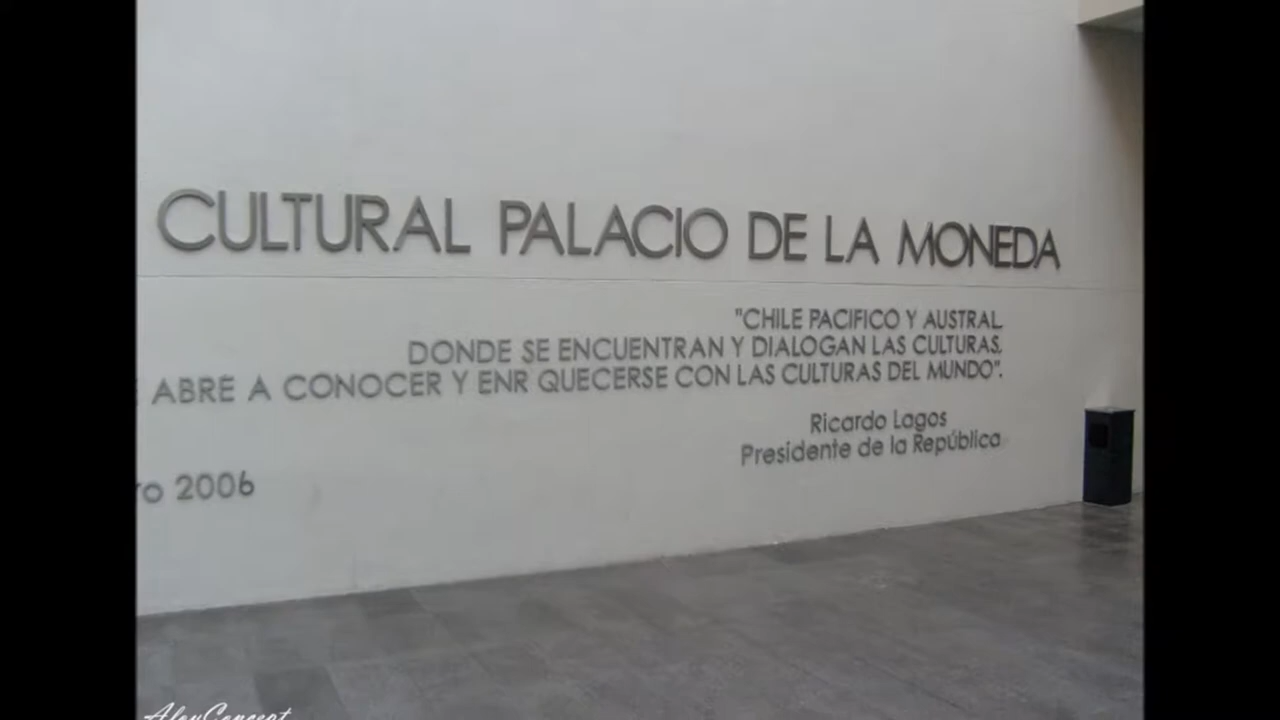 CULTURAL PALACIO DE LA MONEDA
"CHILE PACIFICO Y AUSTRAL
DONDE SE ENCUENTRAN Y DIALOGAN LAS CULTURAS,
ABRE A CONOCER Y ENR QUECERSE CON LAS CULTURAS DEL MUNDO".
Ricardo Lagos
Presidente de la República
ro 2006